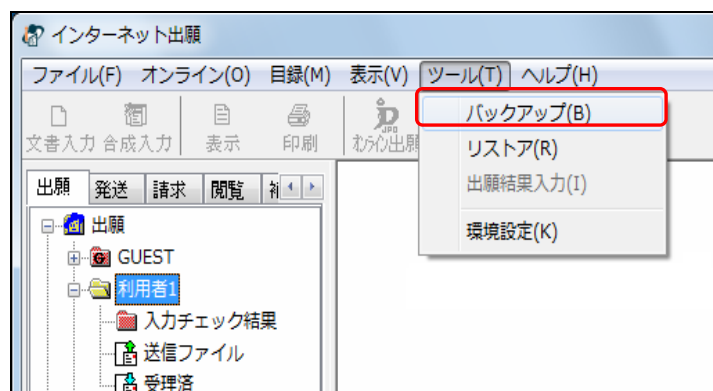 インターネット出願
ファイル(F) オンライン(O) 目録(M) 表示(V) ツール(T) ヘルプ(H)
文書入力 合成入力 表示 印刷 オンライン出願
バックアップ(B)
リストア(R)
出願結果入力(I)
環境設定(K)
出願 発送 請求 閲覧
出願
GUEST
利用者1
入力チェック結果
送信ファイル
受理済